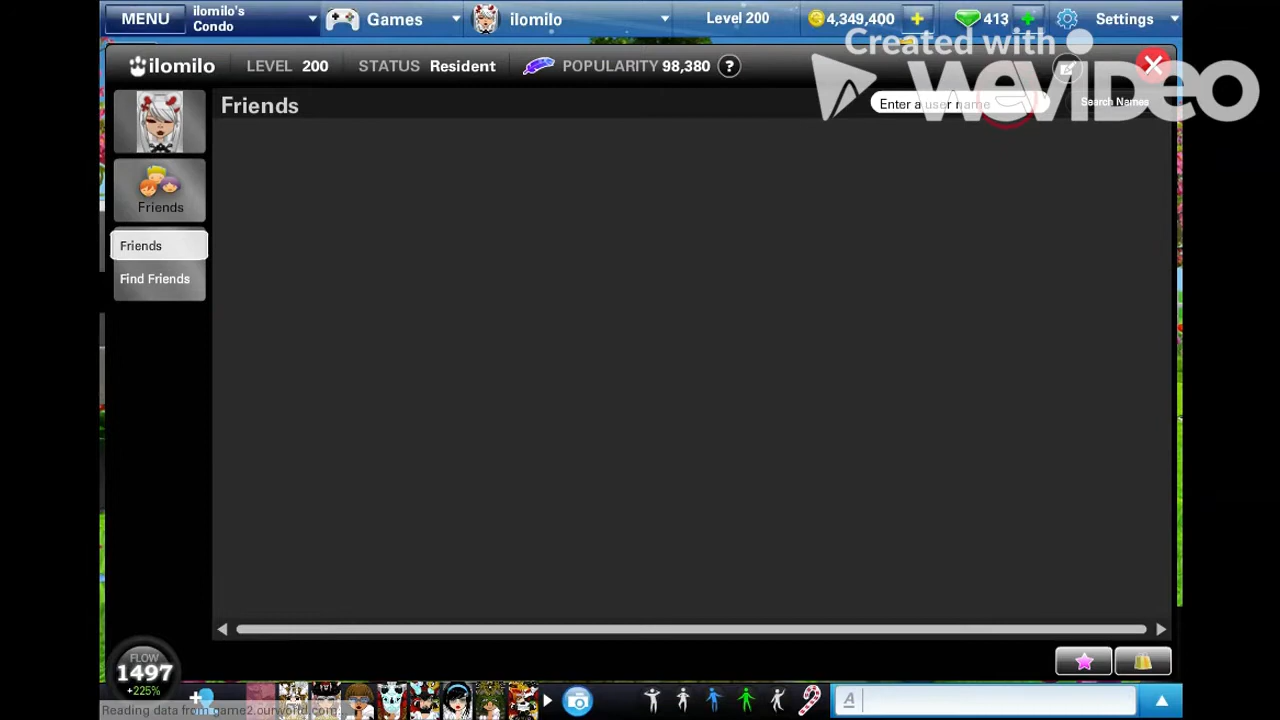 MENU ilomilo's Condo Games ilomilo Level 200 4,349,400 413 Settings
Created with
WEVIDEO
ilomilo LEVEL 200 STATUS Resident POPULARITY 98,380 ?
Friends Enter a user name Search Names
Friends
Friends
Find Friends
FLOW
1497
+225%
A
Reading data from game2.ourworld.com...